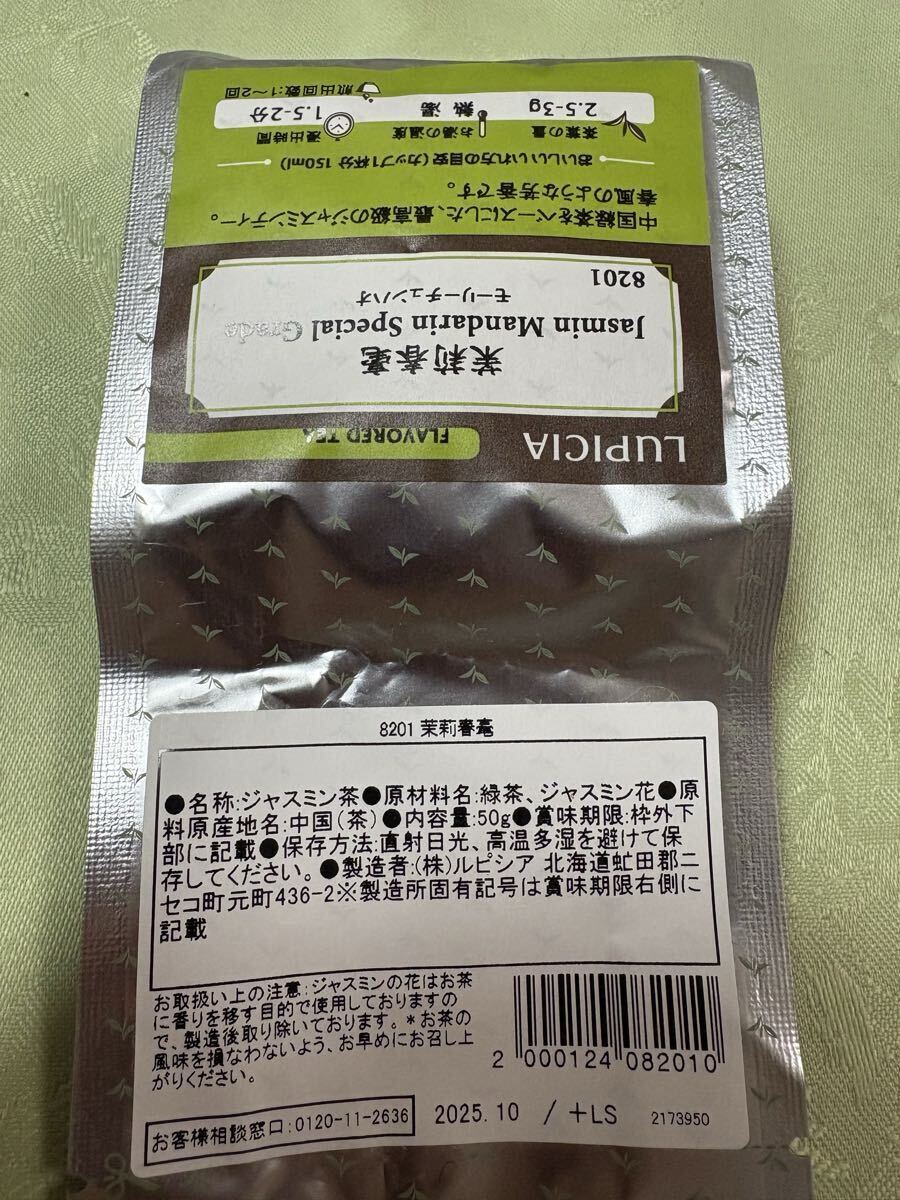 LUPICIA
FLAVORED TEA
茉莉春毫
Jasmin Mandarin Special Grade
モーリーチュンハオ
8201
中国緑茶をベースにした、最高級のジャスミンティー。
春風のような芳香です。
おいしいいれ方の目安(カップ1杯分 150ml)
茶葉の量
お湯の温度
浸出時間
2.5-3g
熱湯
1.5-2分
煎出回数:1〜2回
8201 茉莉春毫
●名称:ジャスミン茶●原材料名:緑茶、ジャスミン花●原
料原産地名:中国(茶)●内容量:50g●賞味期限:枠外下
部に記載●保存方法:直射日光、高温多湿を避けて保
存してください。●製造者:(株)ルピシア 北海道虻田郡ニ
セコ町元町436-2※製造所固有記号は賞味期限右側に
記載
お取扱い上の注意:ジャスミンの花はお茶
に香りを移す目的で使用しておりますの
で、製造後取り除いております。*お茶の
風味を損なわないよう、お早めにお召し上
がりください。
2 000124 082010
お客様相談窓口:0120-11-2636
2025.10 / +LS
2173950